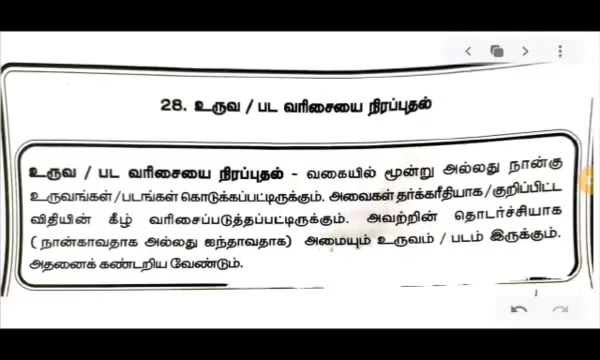 28. உருவ / பட வரிசையை நிரப்புதல்
உருவ / பட வரிசையை நிரப்புதல் - வகையில் மூன்று அல்லது நான்கு
உருவங்கள்/படங்கள் கொடுக்கப்பட்டிருக்கும். அவைகள் தர்க்கரீதியாக/குறிப்பிட்ட
விதியின் கீழ் வரிசைப்படுத்தப்பட்டிருக்கும். அவற்றின் தொடர்ச்சியாக
(நான்காவதாக அல்லது ஐந்தாவதாக) அமையும் உருவம் / படம் இருக்கும்.
அதனைக் கண்டறிய வேண்டும்.